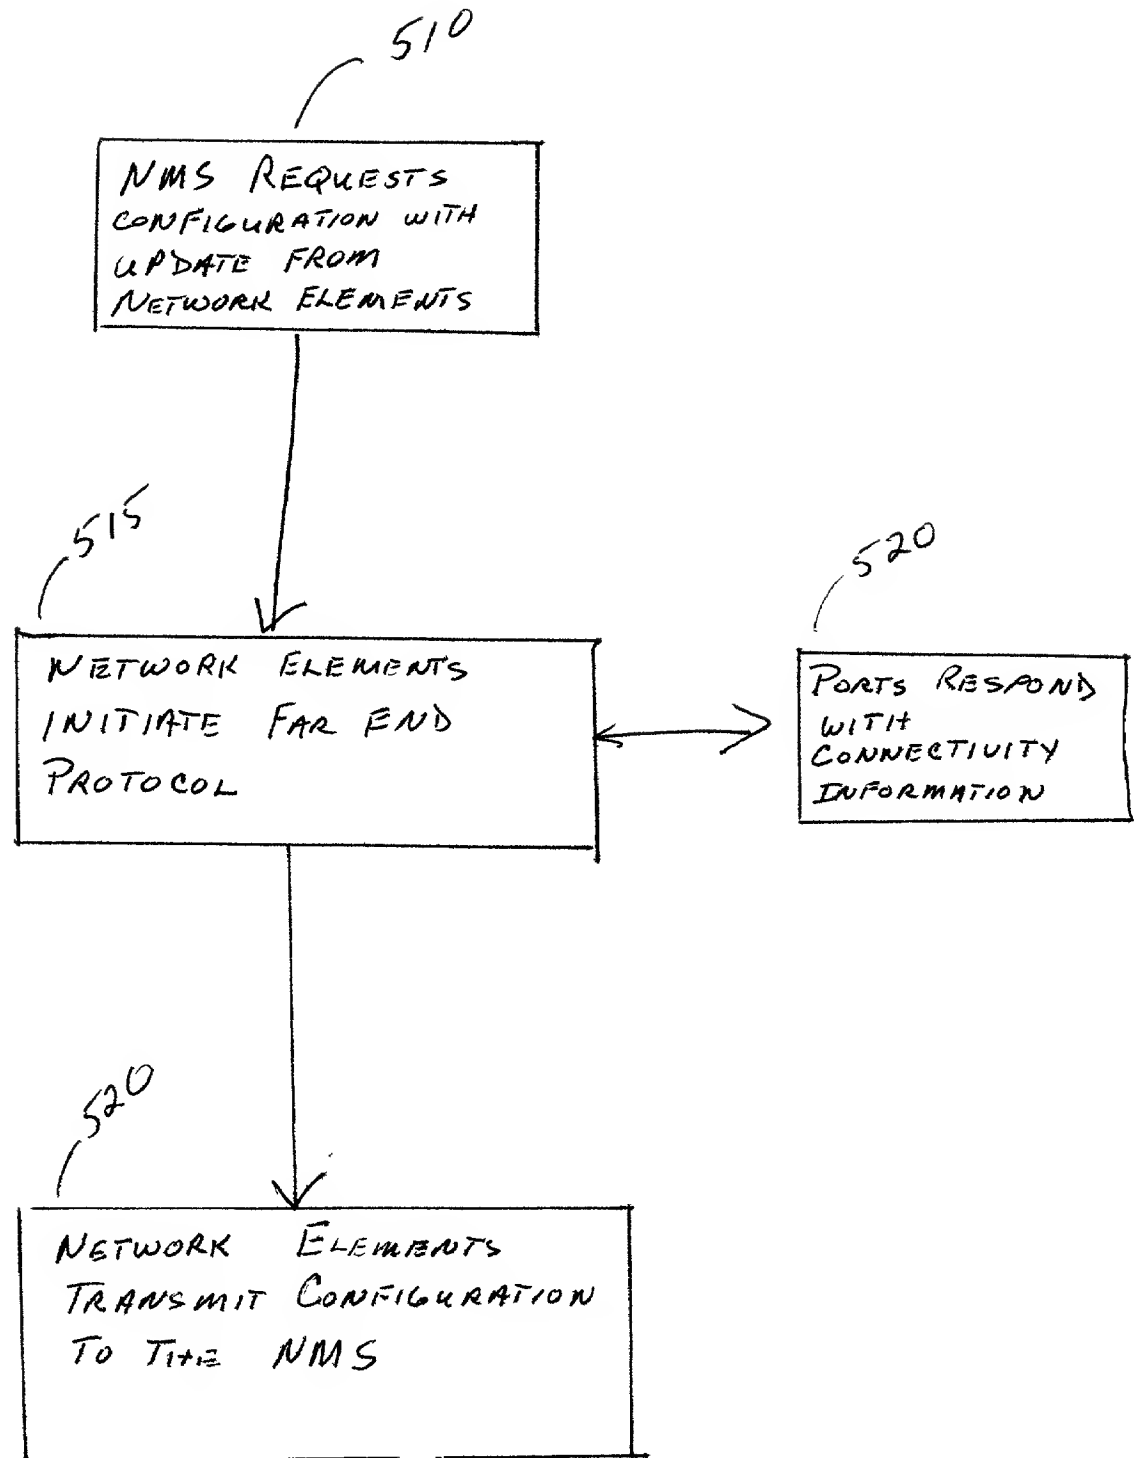 510
NMS REQUESTS
CONFIGURATION WITH
UPDATE FROM
NETWORK ELEMENTS
515
NETWORK ELEMENTS
INITIATE FAR END
PROTOCOL
520
PORTS RESPOND
WITH
CONNECTIVITY
INFORMATION
520
NETWORK ELEMENTS
TRANSMIT CONFIGURATION
TO THE NMS